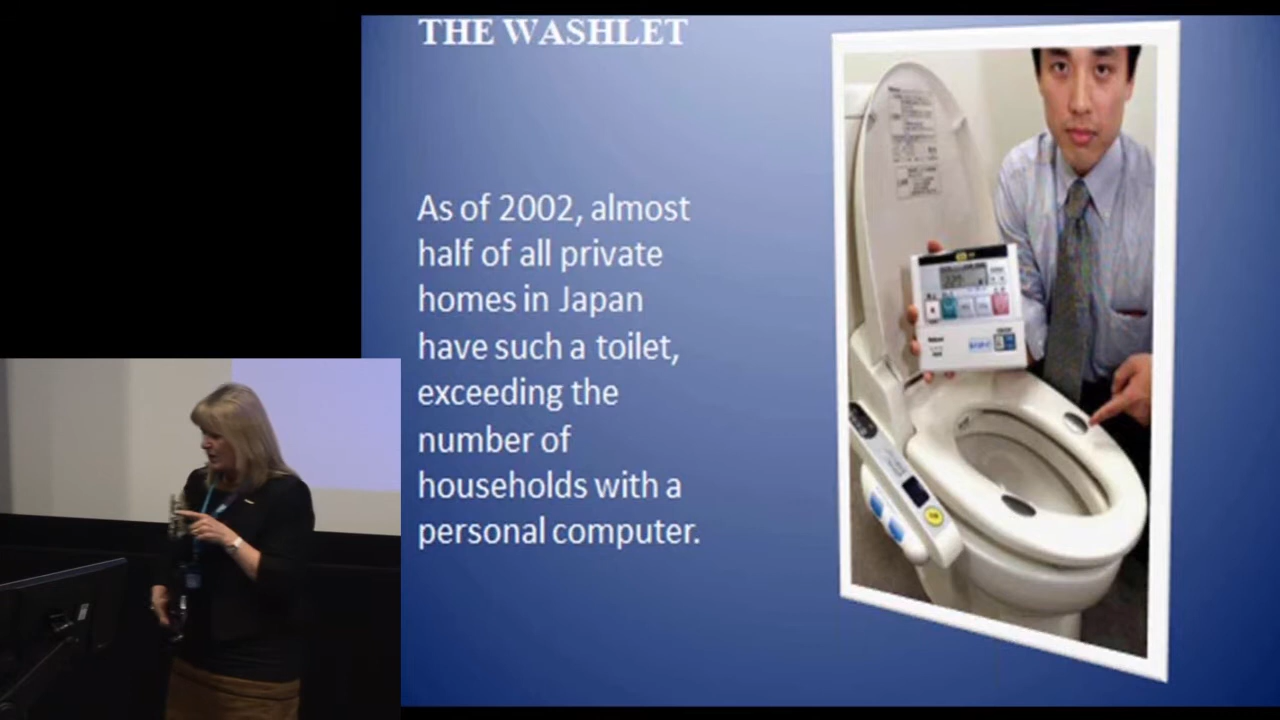 THE WASHLET
As of 2002, almost
half of all private
homes in Japan
have such a toilet,
exceeding the
number of
households with a
personal computer.